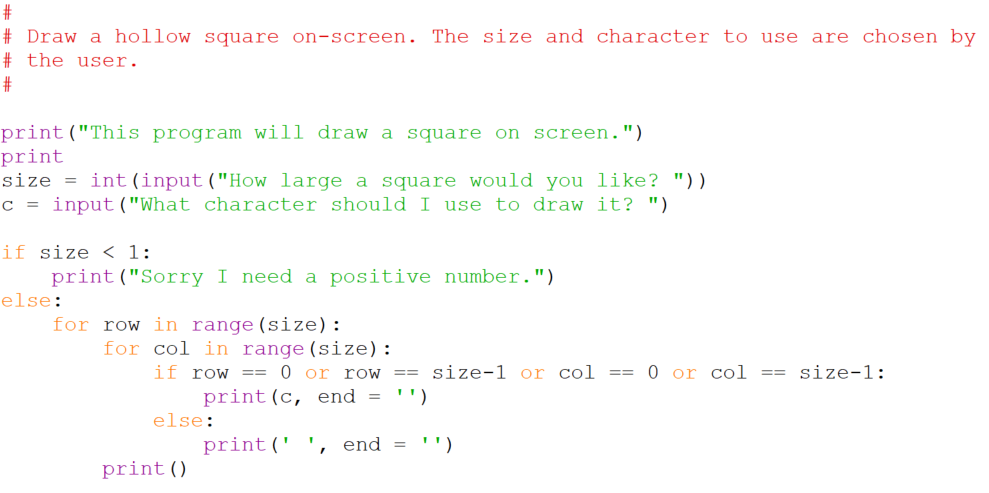 #
# Draw a hollow square on-screen. The size and character to use are chosen by
# the user.
#

print("This program will draw a square on screen.")
print
size = int(input("How large a square would you like? "))
c = input("What character should I use to draw it? ")

if size < 1:
    print("Sorry I need a positive number.")
else:
    for row in range(size):
        for col in range(size):
            if row == 0 or row == size-1 or col == 0 or col == size-1:
                print(c, end = '')
            else:
                print(' ', end = '')
        print()